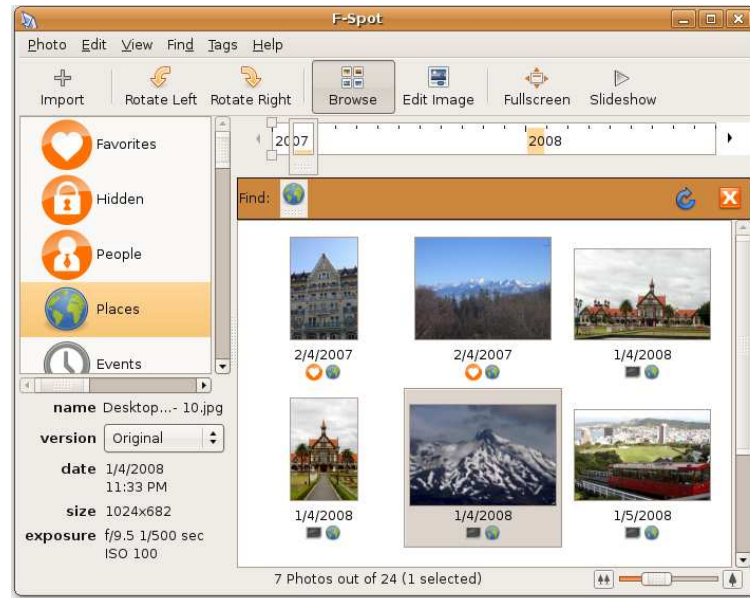 F-Spot
Photo Edit View Find Tags Help
Import Rotate Left Rotate Right Browse Edit Image Fullscreen Slideshow
2007 2008
Favorites
Hidden
People
Places
Events
Find:
2/4/2007 2/4/2007 1/4/2008
1/4/2008 1/4/2008 1/5/2008
name Desktop...- 10.jpg
version Original
date 1/4/2008
11:33 PM
size 1024x682
exposure f/9.5 1/500 sec
ISO 100
7 Photos out of 24 (1 selected)